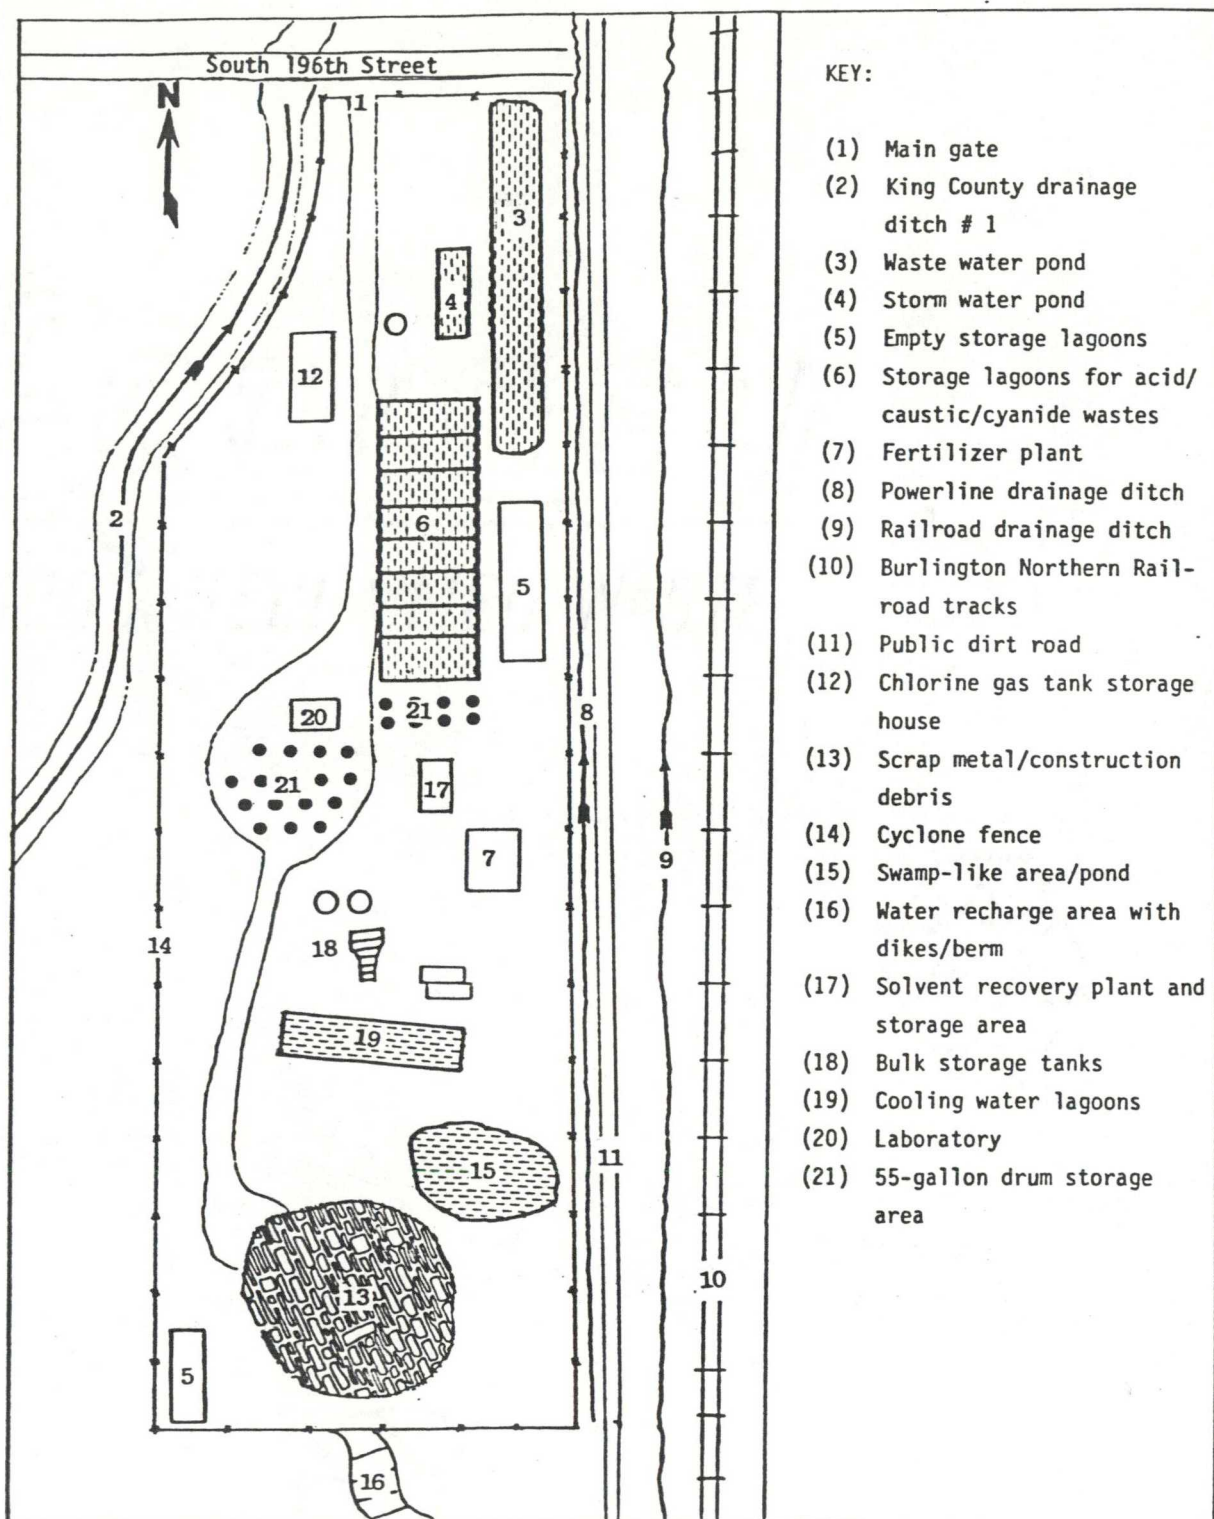 South 196th Street
N
1
3
4
12
2
6
5
20
21
8
21
17
7
9
14
18
19
15
11
10
13
5
16
KEY:
(1) Main gate
(2) King County drainage
ditch # 1
(3) Waste water pond
(4) Storm water pond
(5) Empty storage lagoons
(6) Storage lagoons for acid/
caustic/cyanide wastes
(7) Fertilizer plant
(8) Powerline drainage ditch
(9) Railroad drainage ditch
(10) Burlington Northern Rail-
road tracks
(11) Public dirt road
(12) Chlorine gas tank storage
house
(13) Scrap metal/construction
debris
(14) Cyclone fence
(15) Swamp-like area/pond
(16) Water recharge area with
dikes/berm
(17) Solvent recovery plant and
storage area
(18) Bulk storage tanks
(19) Cooling water lagoons
(20) Laboratory
(21) 55-gallon drum storage
area